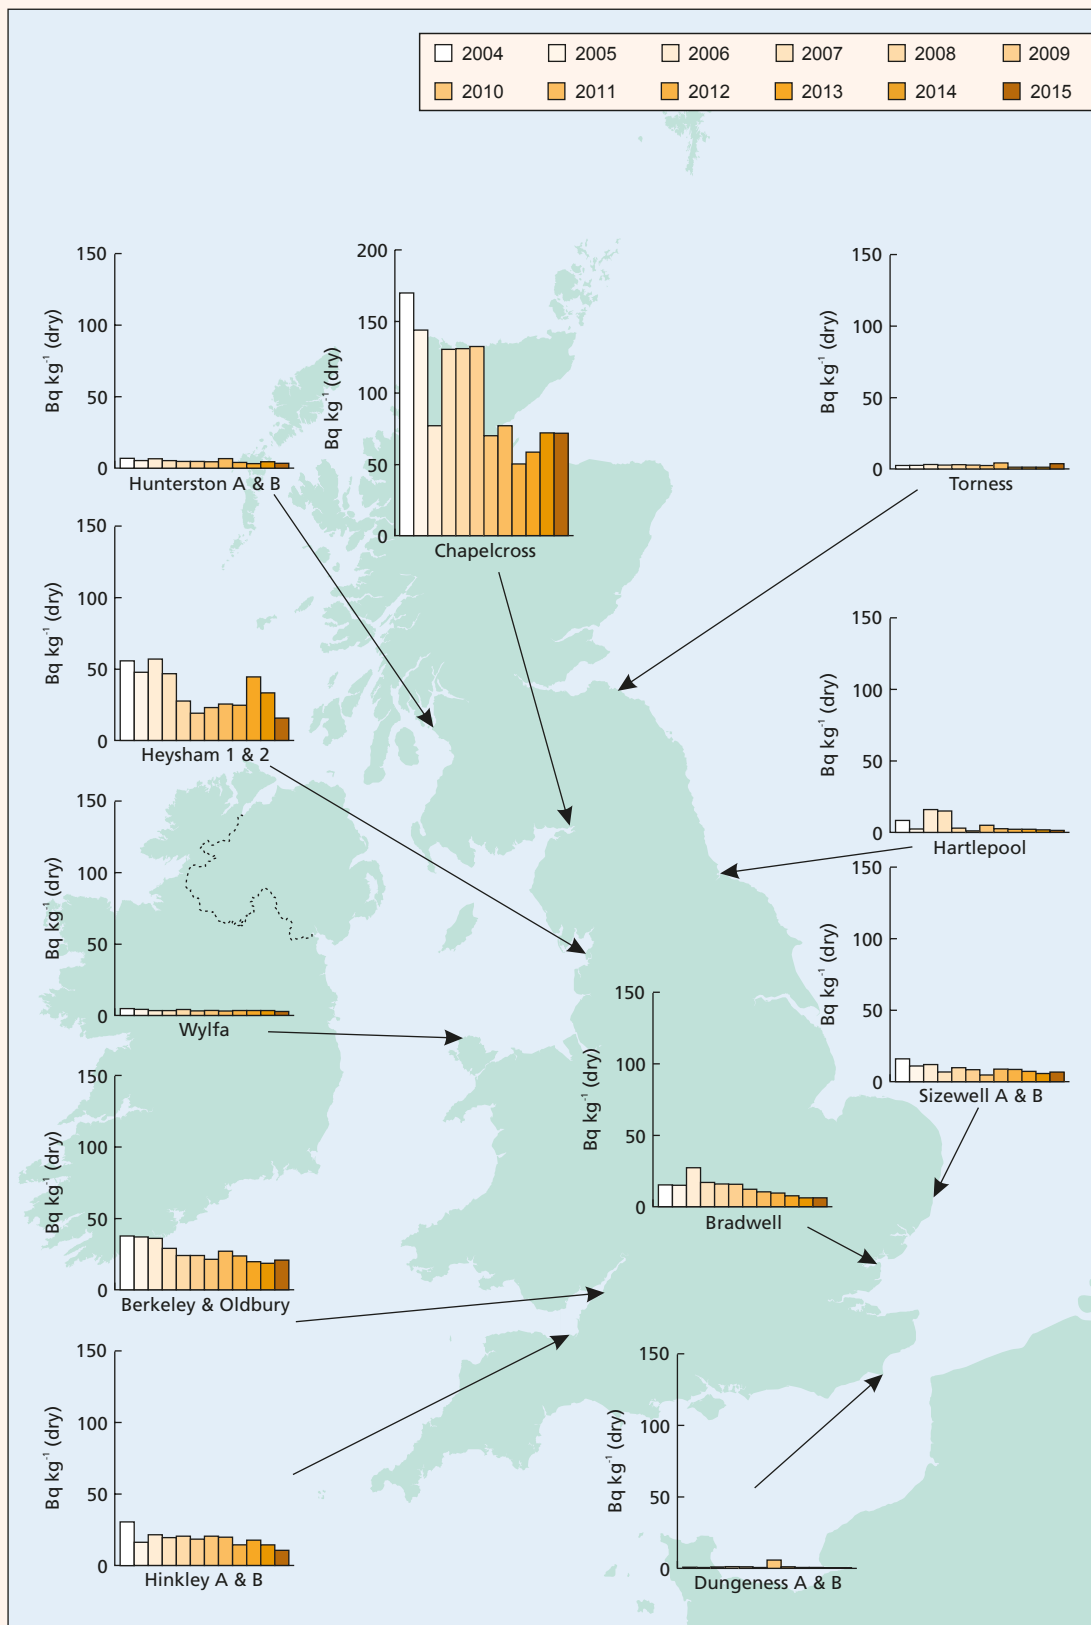 2004 2005 2006 2007 2008 2009
2010 2011 2012 2013 2014 2015
150
100
50
0
Bq kg-1 (dry)
Hunterston A & B
200
150
100
50
0
Bq kg-1 (dry)
Chapelcross
150
100
50
0
Bq kg-1 (dry)
Torness
150
100
50
0
Bq kg-1 (dry)
Heysham 1 & 2
150
100
50
0
Bq kg-1 (dry)
Hartlepool
150
100
50
0
Bq kg-1 (dry)
Wylfa
150
100
50
0
Bq kg-1 (dry)
Sizewell A & B
150
100
50
0
Bq kg-1 (dry)
Bradwell
150
100
50
0
Bq kg-1 (dry)
Berkeley & Oldbury
150
100
50
0
Bq kg-1 (dry)
Hinkley A & B
150
100
50
0
Bq kg-1 (dry)
Dungeness A & B